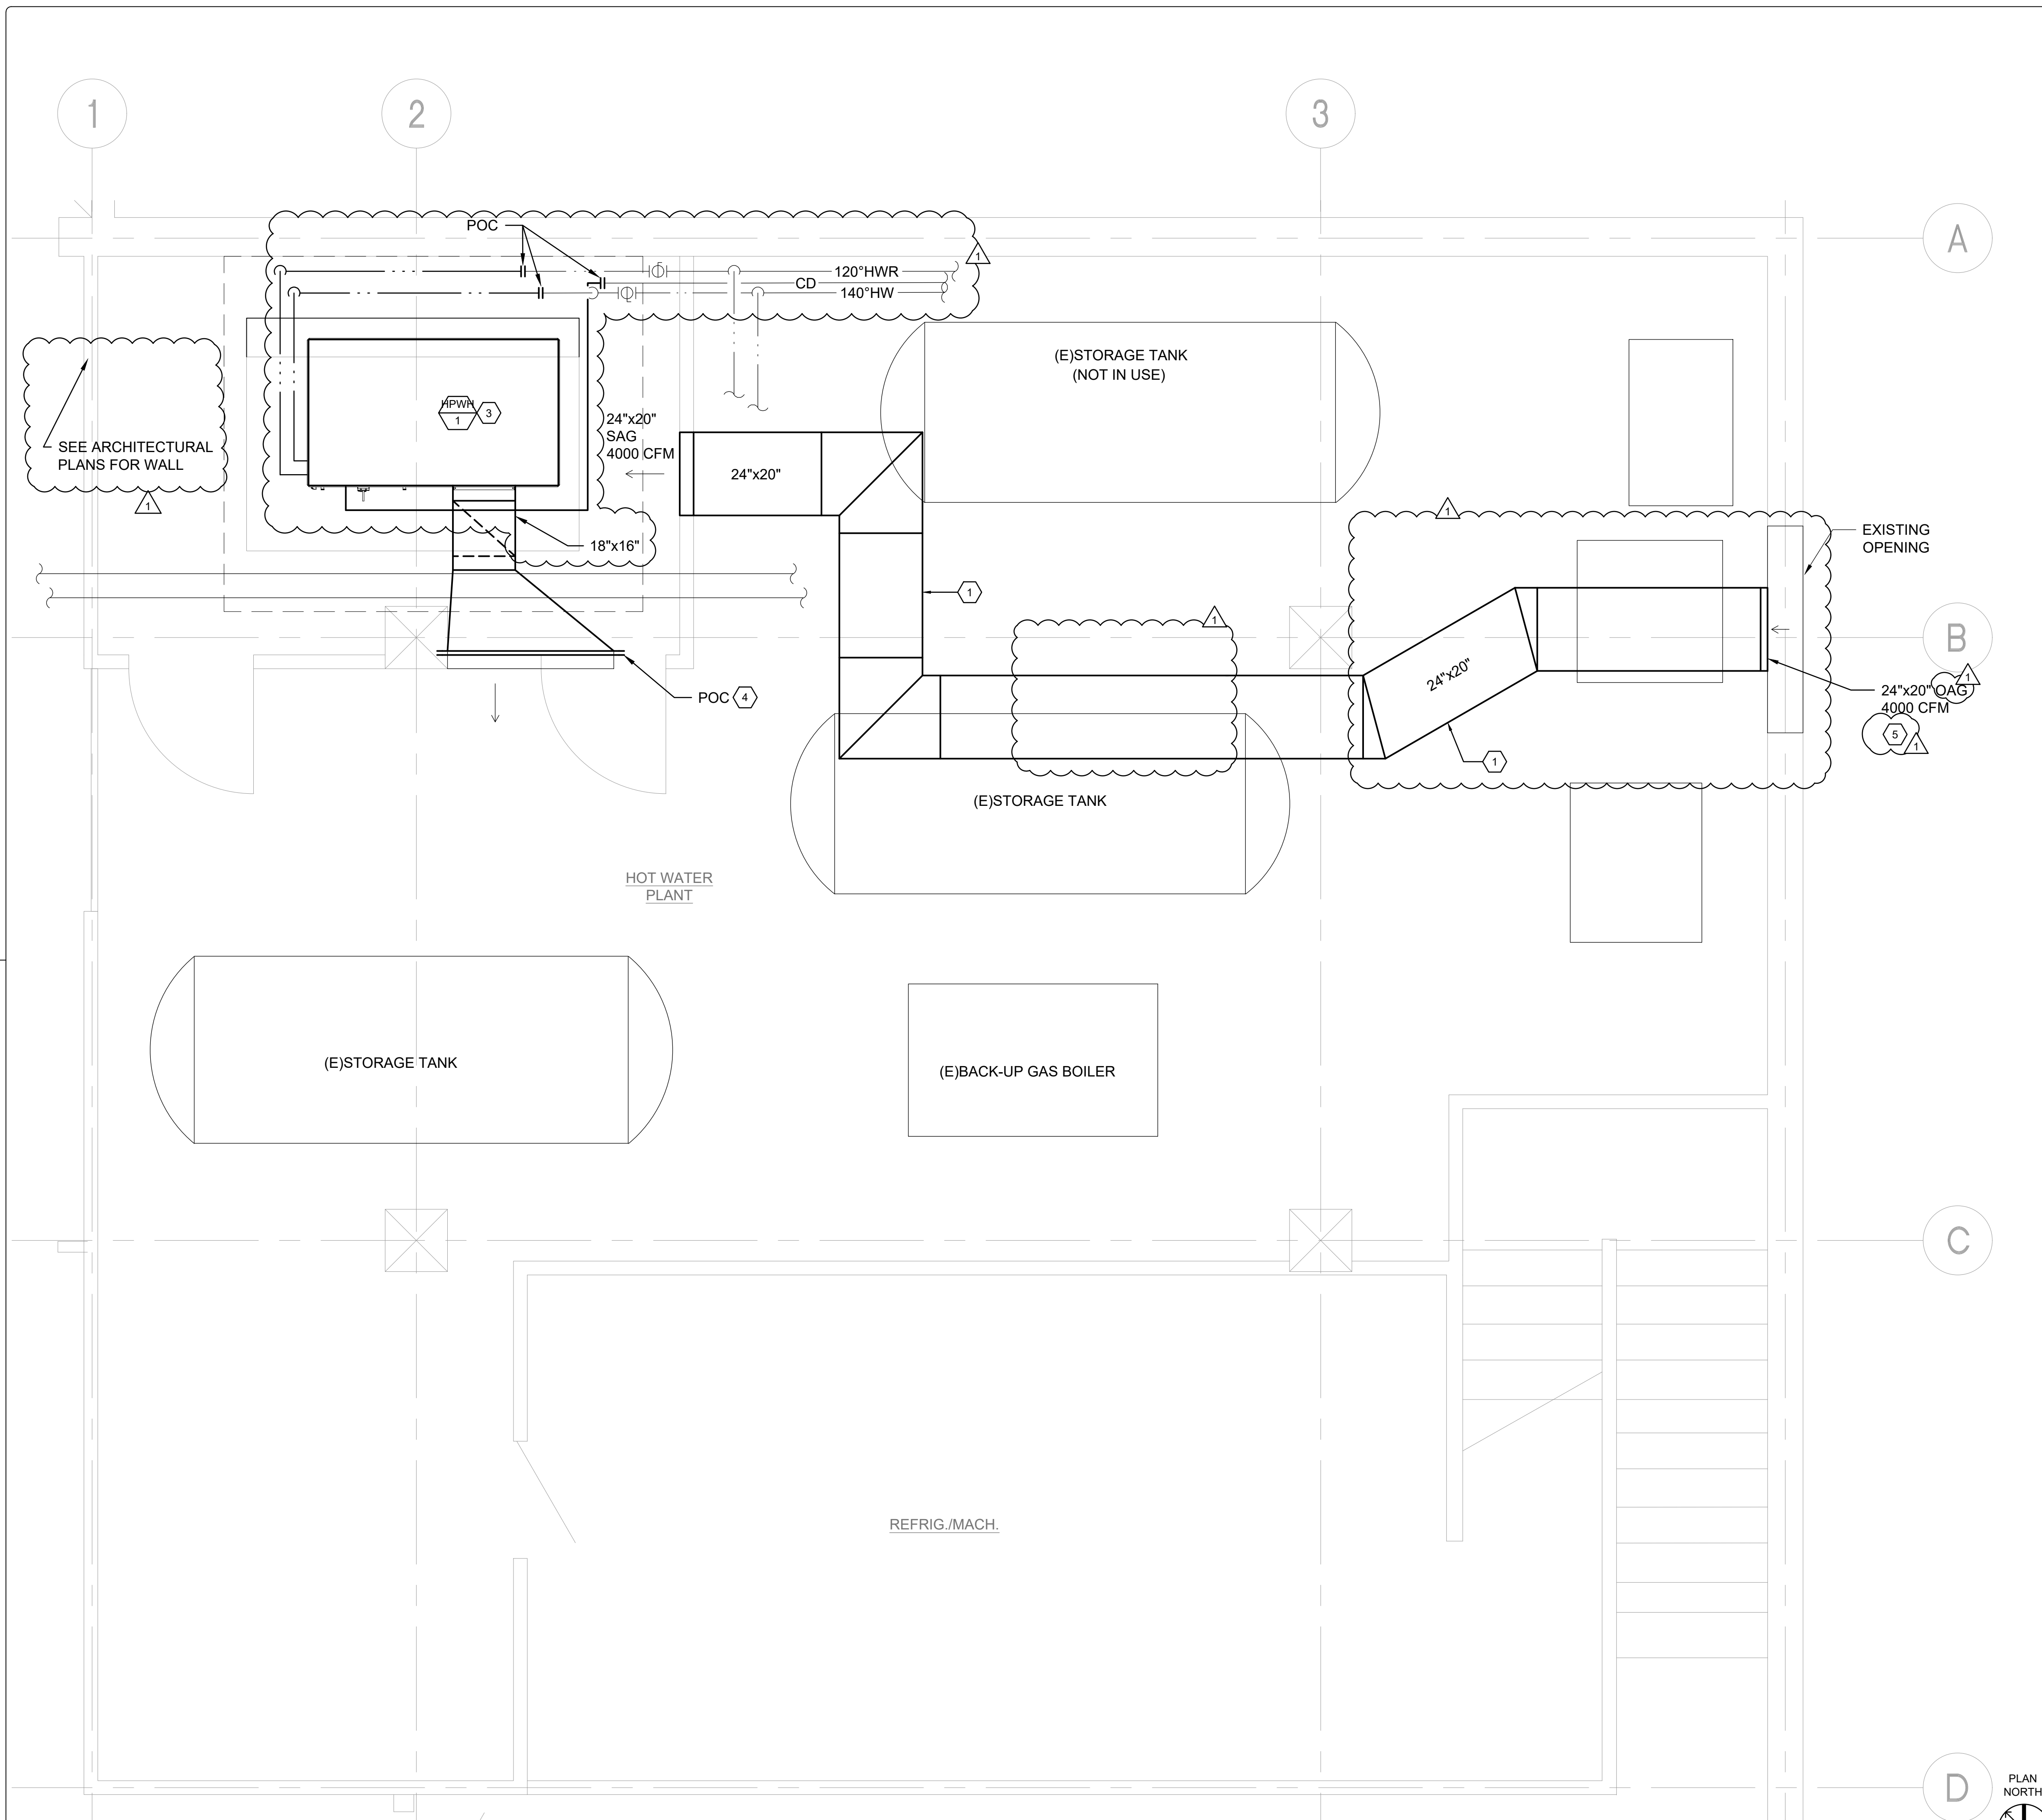 1
2
3
A
POC
1
120°HWR
CD
140°HW
(E)STORAGE TANK
(NOT IN USE)
HPWH
1
3
24"x20"
SAG
4000 CFM
SEE ARCHITECTURAL
PLANS FOR WALL
1
24"x20"
18"x16"
1
EXISTING
OPENING
1
1
B
24"x20"
1
24"x20" OAG
4000 CFM
1
5
1
POC
4
1
(E)STORAGE TANK
HOT WATER
PLANT
(E)STORAGE TANK
(E)BACK-UP GAS BOILER
C
REFRIG./MACH.
D
PLAN
NORTH